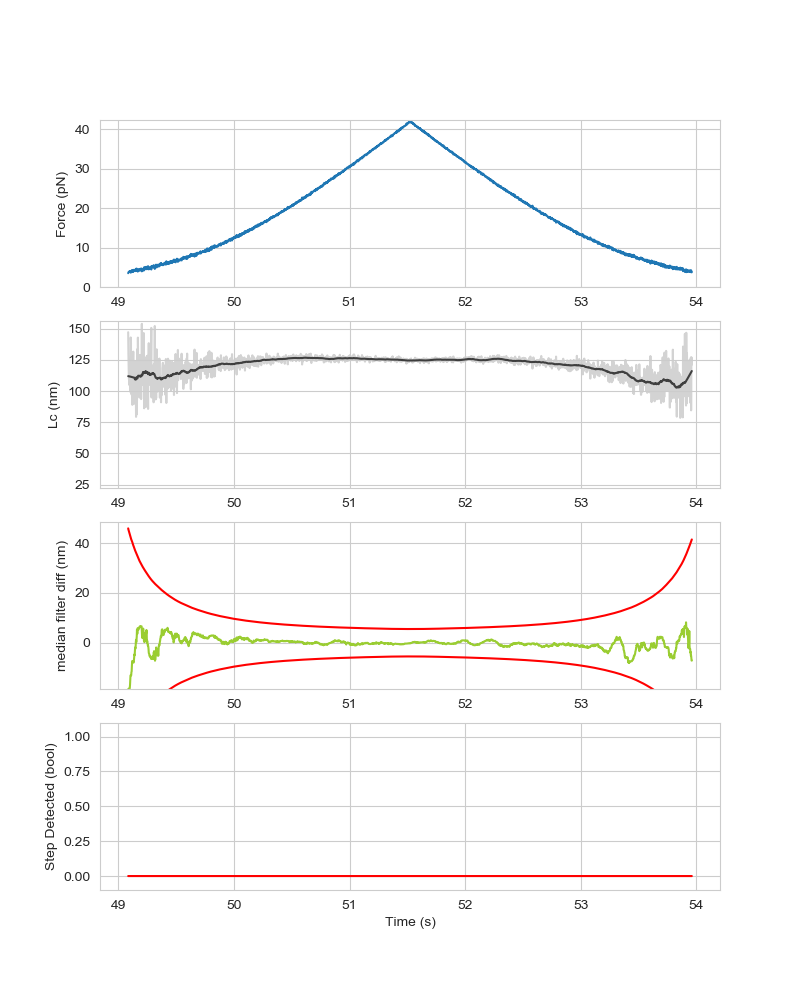 Force (pN)
40
30
20
10
0
49 50 51 52 53 54
Lc (nm)
150
125
100
75
50
25
49 50 51 52 53 54
median filter diff (nm)
40
20
0
49 50 51 52 53 54
Step Detected (bool)
1.00
0.75
0.50
0.25
0.00
49 50 51 52 53 54
Time (s)